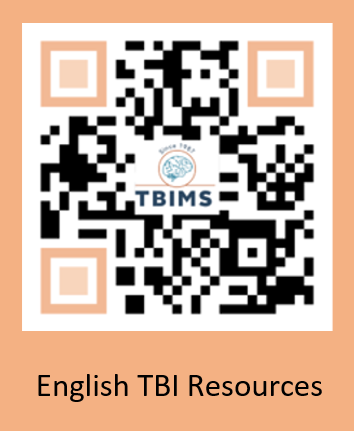 Since 1987
TBIMS
English TBI Resources